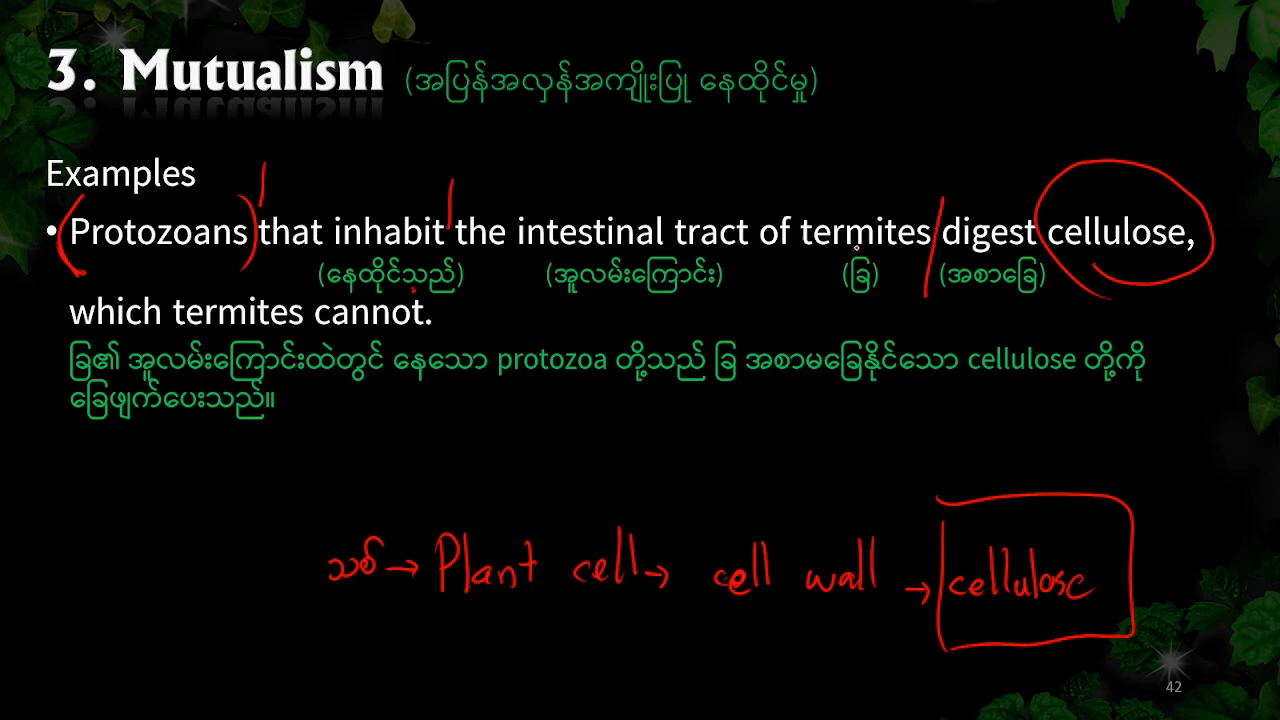 3. Mutualism (အပြန်အလှန်အကျိုးပြု နေထိုင်မှု)
Examples
• Protozoans that inhabit the intestinal tract of termites digest cellulose,
(နေထိုင်သည်) (အူလမ်းကြောင်း) (ခြ) (အစာခြေ)
which termites cannot.
ခြ၏ အူလမ်းကြောင်းထဲတွင် နေသော protozoa တို့သည် ခြ အစာမခြေနိုင်သော cellulose တို့ကို
ခြေဖျက်ပေးသည်။
သစ် → Plant cell → cell wall → cellulose
42